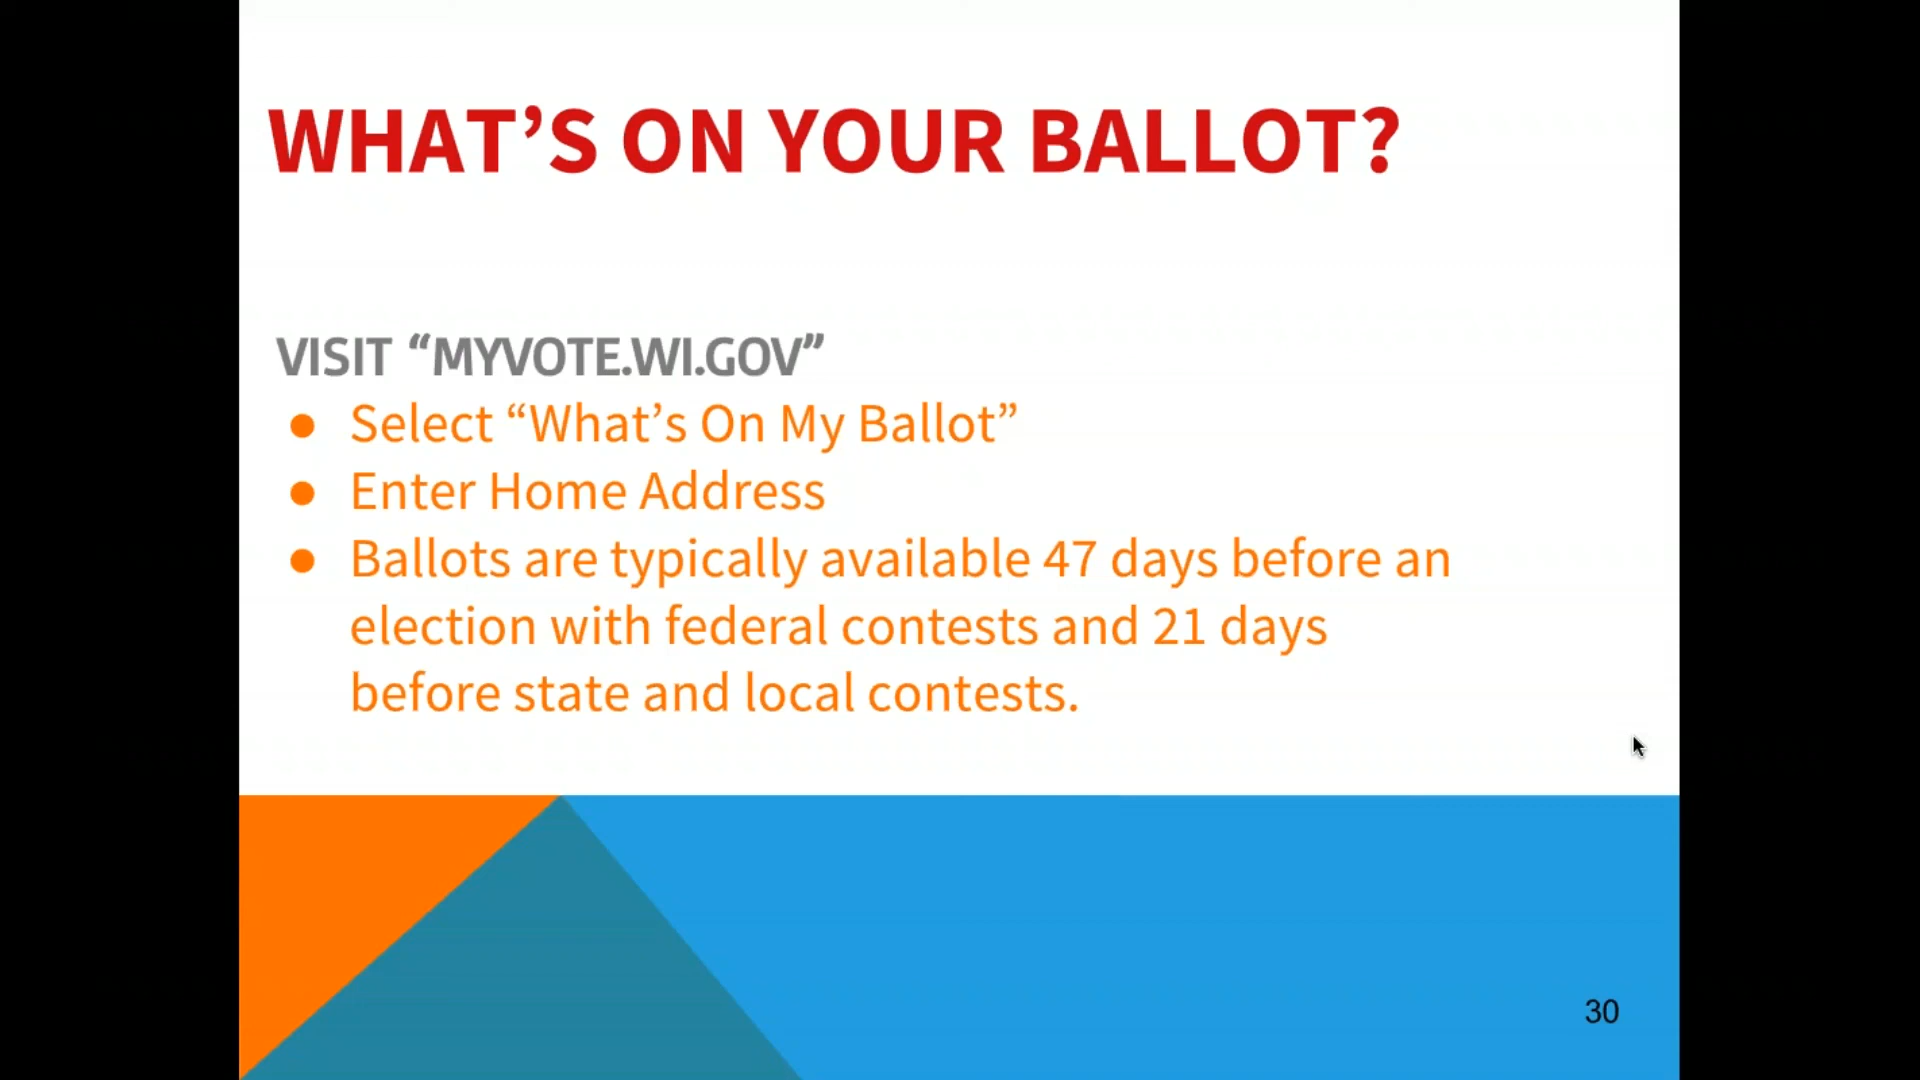 WHAT’S ON YOUR BALLOT?
VISIT “MYVOTE.WI.GOV”
● Select “What’s On My Ballot”
● Enter Home Address
● Ballots are typically available 47 days before an
election with federal contests and 21 days
before state and local contests.
30